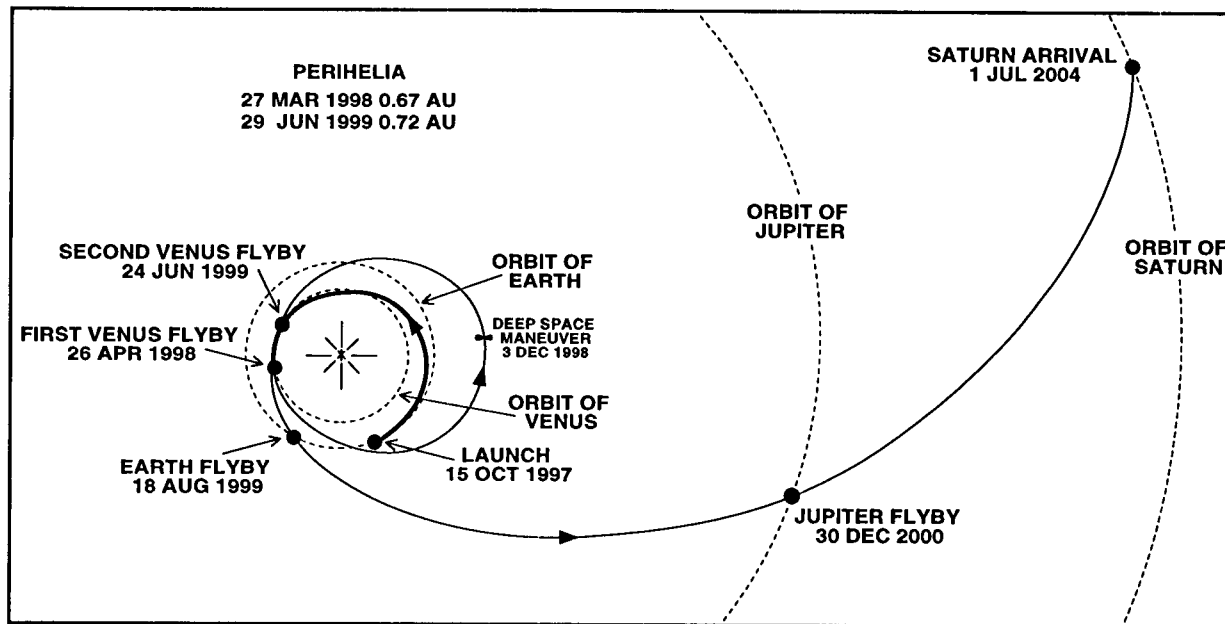 PERIHELIA
27 MAR 1998 0.67 AU
29 JUN 1999 0.72 AU
SATURN ARRIVAL
1 JUL 2004
ORBIT OF
JUPITER
ORBIT OF
SATURN
SECOND VENUS FLYBY
24 JUN 1999
ORBIT OF
EARTH
FIRST VENUS FLYBY
26 APR 1998
DEEP SPACE
MANEUVER
3 DEC 1998
ORBIT OF
VENUS
EARTH FLYBY
18 AUG 1999
LAUNCH
15 OCT 1997
JUPITER FLYBY
30 DEC 2000